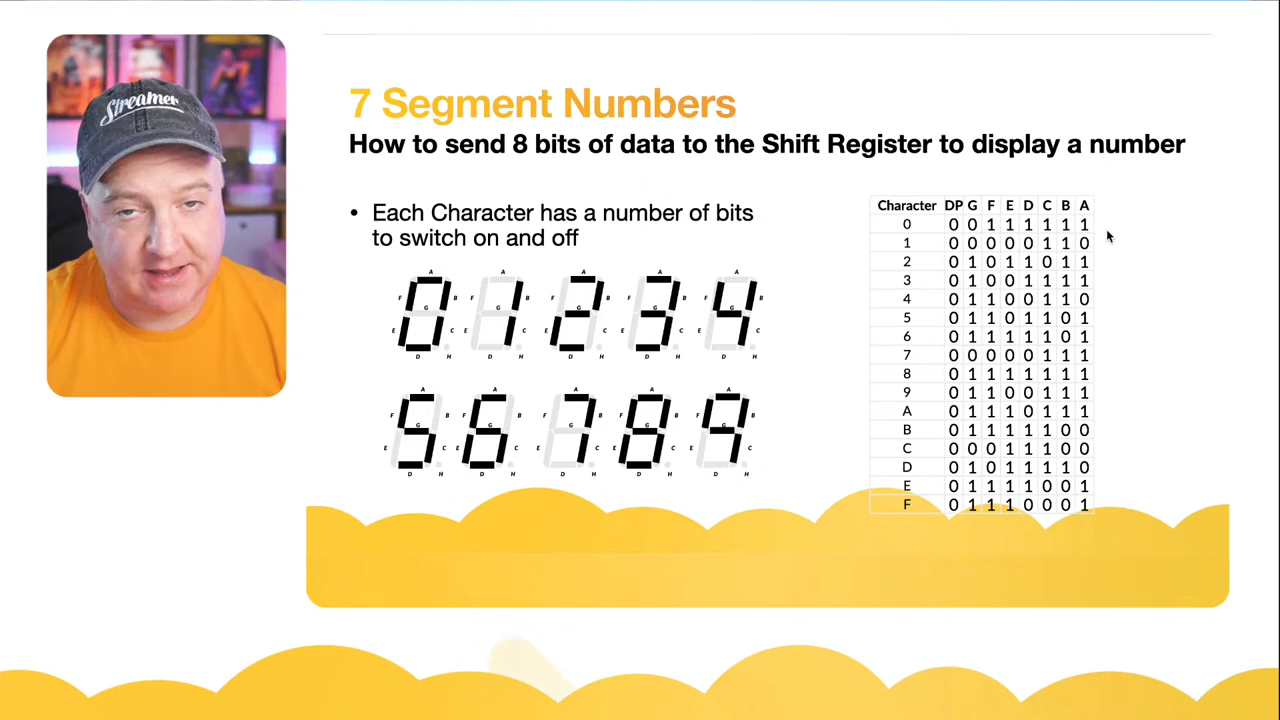 Streamer
7 Segment Numbers
How to send 8 bits of data to the Shift Register to display a number
• Each Character has a number of bits
to switch on and off
A A A A A
F G B F G B F G B F G B F G B
E C E C E C E C E C
D H D H D H D H D H
A A A A A
F G B F G B F G B F G B F G B
E C E C E C E C E C
D H D H D H D H D H
Character DP G F E D C B A
0 0 0 1 1 1 1 1 1
1 0 0 0 0 0 1 1 0
2 0 1 0 1 1 0 1 1
3 0 1 0 0 1 1 1 1
4 0 1 1 0 0 1 1 0
5 0 1 1 0 1 1 0 1
6 0 1 1 1 1 1 0 1
7 0 0 0 0 0 1 1 1
8 0 1 1 1 1 1 1 1
9 0 1 1 0 0 1 1 1
A 0 1 1 1 0 1 1 1
B 0 1 1 1 1 1 0 0
C 0 0 0 1 1 1 0 0
D 0 1 0 1 1 1 1 0
E 0 1 1 1 1 0 0 1
F 0 1 1 1 0 0 0 1